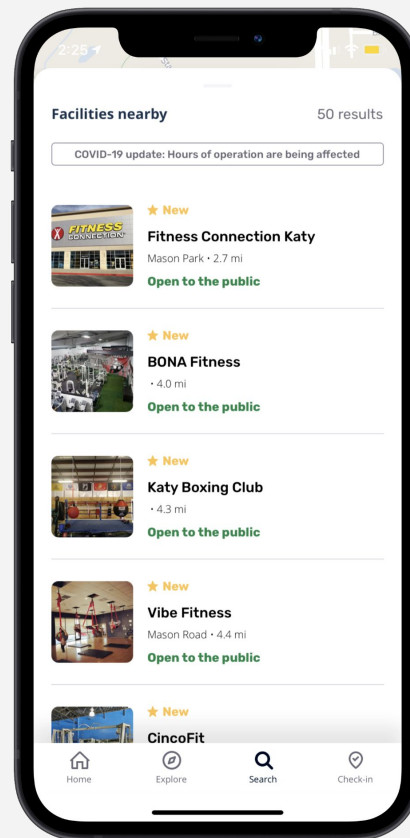 2:25
Facilities nearby
50 results
COVID-19 update: Hours of operation are being affected
★ New
FITNESS
CONNECTION
Fitness Connection Katy
Mason Park • 2.7 mi
Open to the public
★ New
BONA Fitness
• 4.0 mi
Open to the public
★ New
Katy Boxing Club
• 4.3 mi
Open to the public
★ New
Vibe Fitness
Mason Road • 4.4 mi
Open to the public
★ New
CincoFit
Home
Explore
Search
Check-in